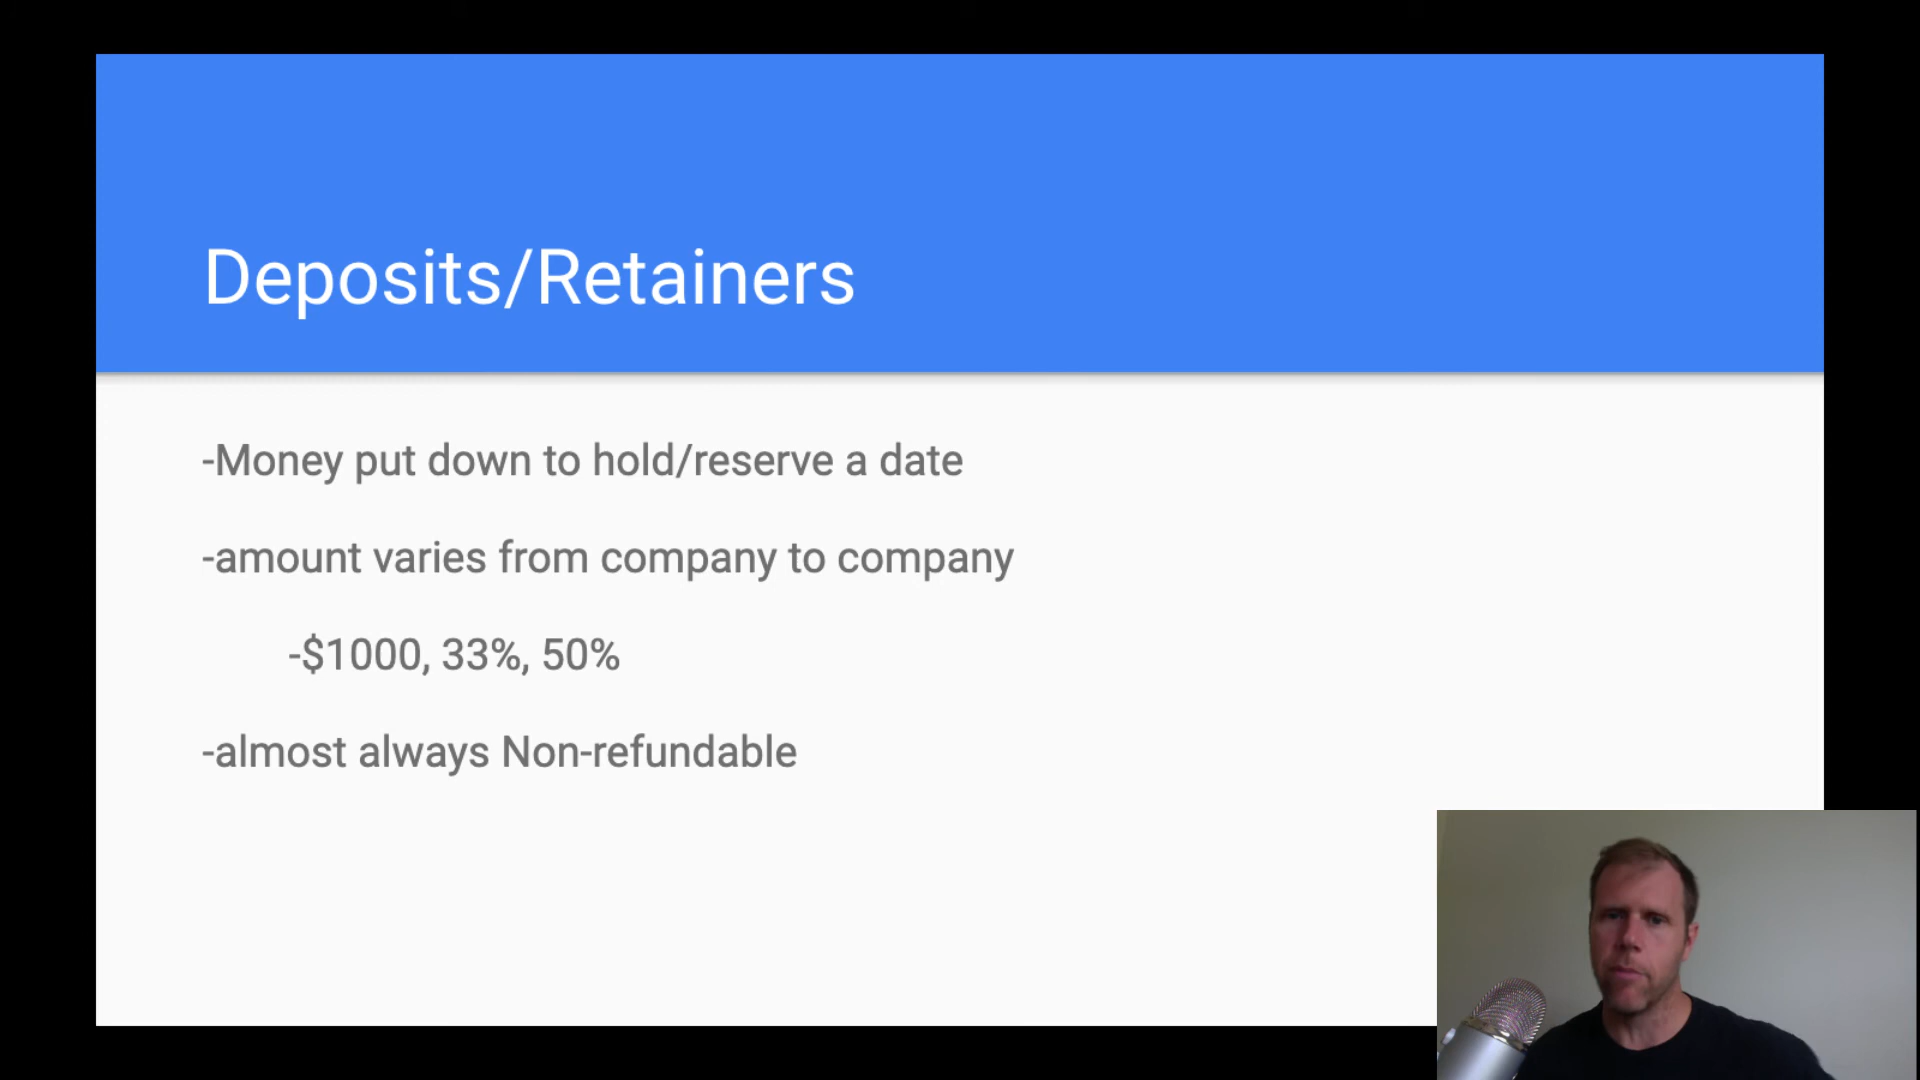 Deposits/Retainers
-Money put down to hold/reserve a date
-amount varies from company to company
-$1000, 33%, 50%
-almost always Non-refundable